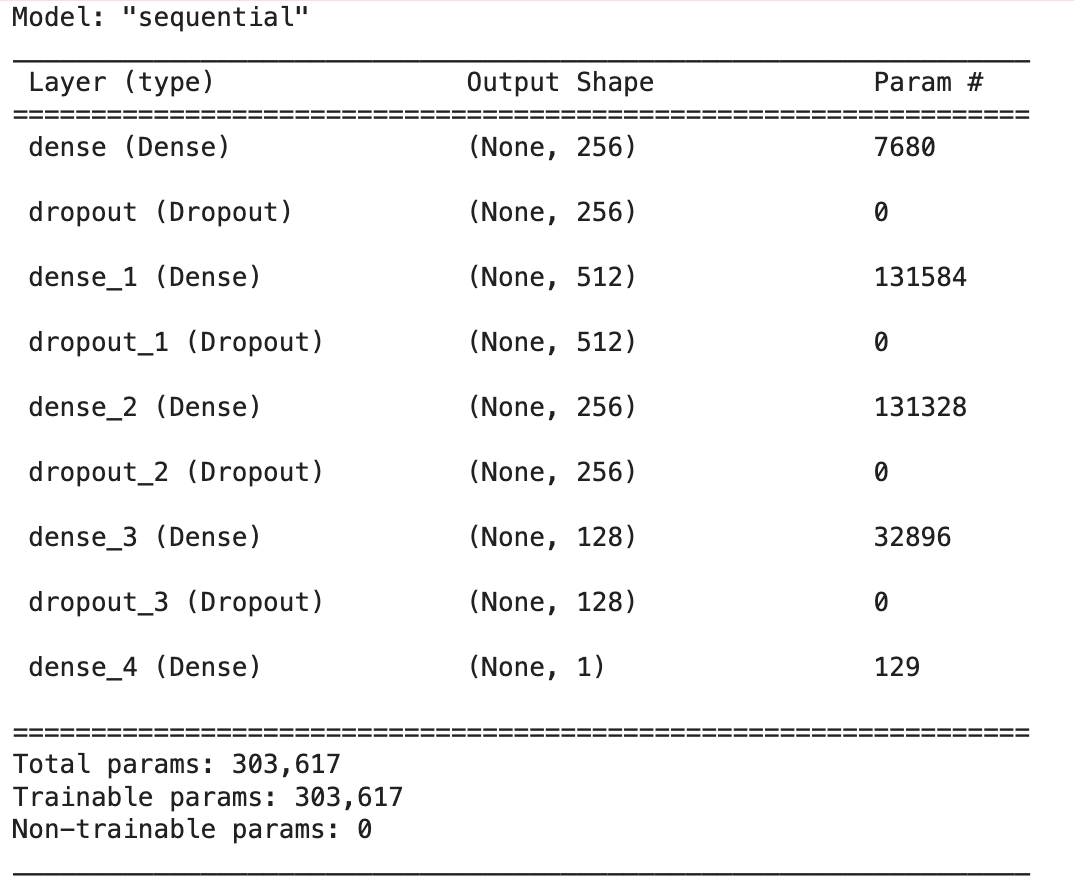 Model: "sequential"
Layer (type) Output Shape Param #
dense (Dense) (None, 256) 7680
dropout (Dropout) (None, 256) 0
dense_1 (Dense) (None, 512) 131584
dropout_1 (Dropout) (None, 512) 0
dense_2 (Dense) (None, 256) 131328
dropout_2 (Dropout) (None, 256) 0
dense_3 (Dense) (None, 128) 32896
dropout_3 (Dropout) (None, 128) 0
dense_4 (Dense) (None, 1) 129
Total params: 303,617
Trainable params: 303,617
Non-trainable params: 0